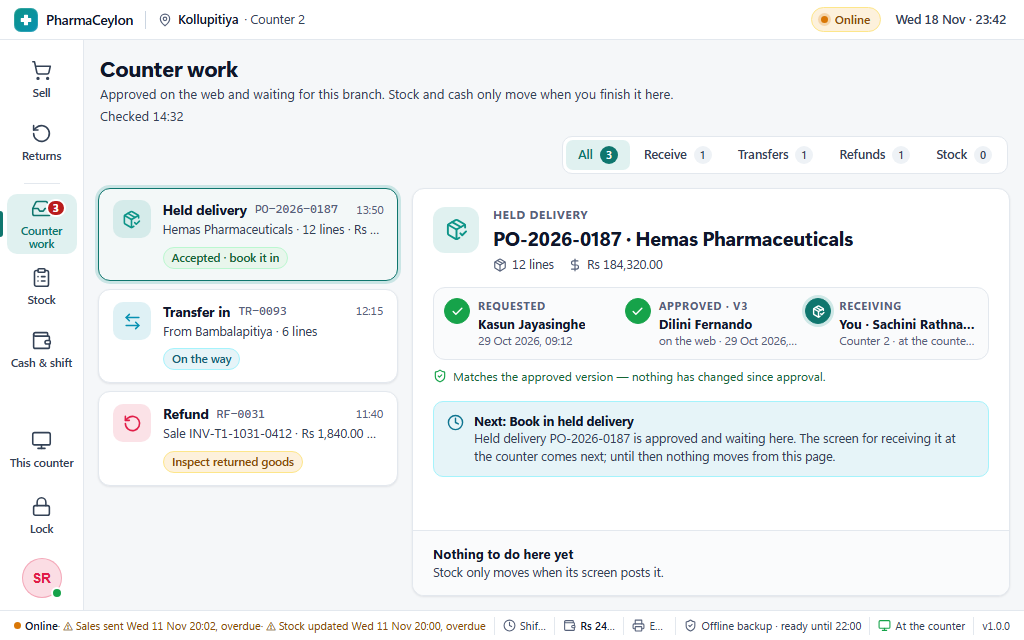 PharmaCeylon
Kollupitiya · Counter 2
Online
Wed 18 Nov · 23:42
Sell
Returns
3
Counter work
Stock
Cash & shift
This counter
Lock
SR
Counter work
Approved on the web and waiting for this branch. Stock and cash only move when you finish it here.
Checked 14:32
All 3
Receive 1
Transfers 1
Refunds 1
Stock 0
Held delivery PO-2026-0187 13:50
Hemas Pharmaceuticals · 12 lines · Rs ...
Accepted · book it in
Transfer in TR-0093 12:15
From Bambalapitiya · 6 lines
On the way
Refund RF-0031 11:40
Sale INV-T1-1031-0412 · Rs 1,840.00 ...
Inspect returned goods
HELD DELIVERY
PO-2026-0187 · Hemas Pharmaceuticals
12 lines Rs 184,320.00
REQUESTED
Kasun Jayasinghe
29 Oct 2026, 09:12
APPROVED · V3
Dilini Fernando
on the web · 29 Oct 2026,...
RECEIVING
You · Sachini Rathna...
Counter 2 · at the counte...
Matches the approved version — nothing has changed since approval.
Next: Book in held delivery
Held delivery PO-2026-0187 is approved and waiting here. The screen for receiving it at
the counter comes next; until then nothing moves from this page.
Nothing to do here yet
Stock only moves when its screen posts it.
Online · Sales sent Wed 11 Nov 20:02, overdue · Stock updated Wed 11 Nov 20:00, overdue
Shif...
Rs 24...
E...
Offline backup · ready until 22:00
At the counter
v1.0.0